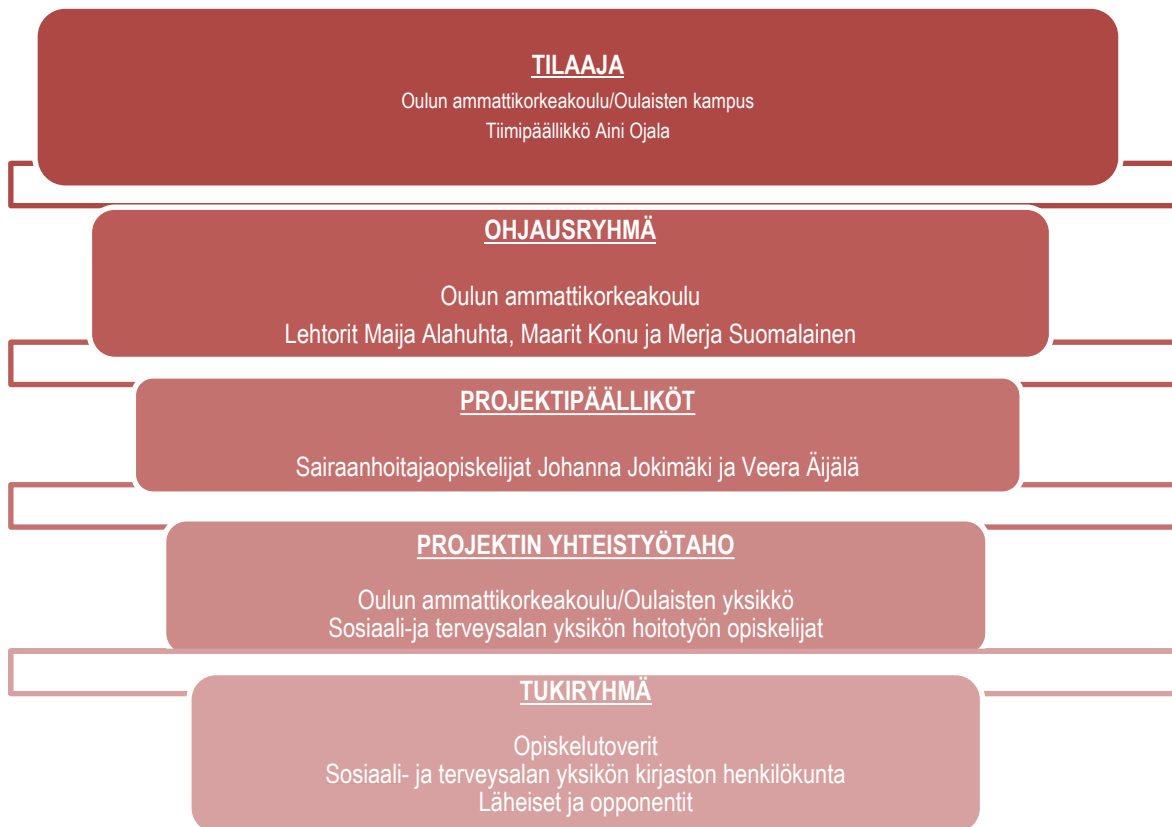 TILAAJA
Oulun ammattikorkeakoulu/Oulaisten kampus
Tiimipäällikkö Aini Ojala
OHJAUSRYHMÄ
Oulun ammattikorkeakoulu
Lehtorit Maija Alahuhta, Maarit Konu ja Merja Suomalainen
PROJEKTIPÄÄLLIKÖT
Sairaanhoitajaopiskelijat Johanna Jokimäki ja Veera Äijälä
PROJEKTIN YHTEISTYÖTAHO
Oulun ammattikorkeakoulu/Oulaisten yksikkö
Sosiaali-ja terveysalan yksikön hoitotyön opiskelijat
TUKIRYHMÄ
Opiskelutoverit
Sosiaali- ja terveysalan yksikön kirjaston henkilökunta
Läheiset ja opponentit